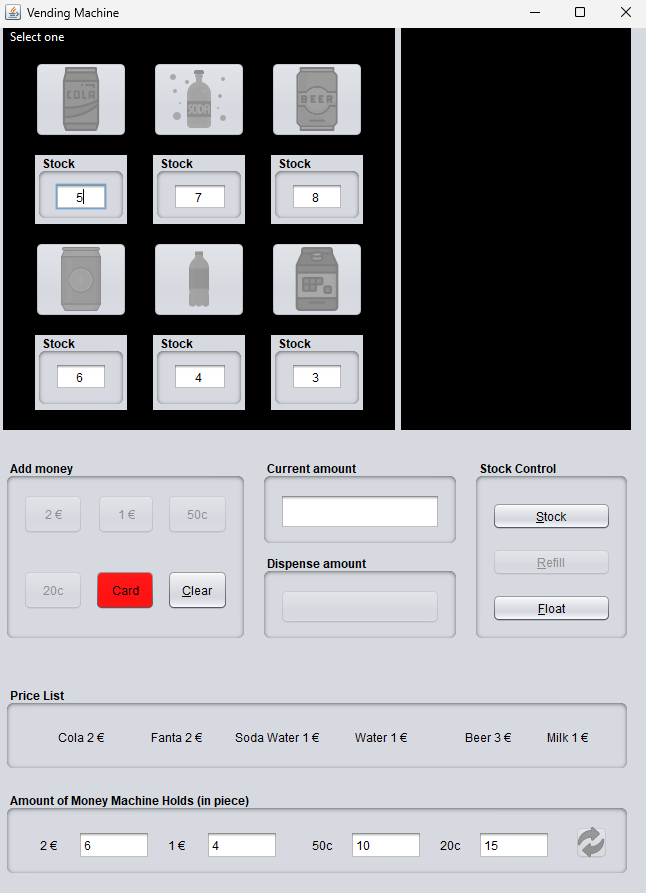 Vending Machine
Select one
COLA SODA BEER
Stock Stock Stock
5 7 8
Stock Stock Stock
6 4 3
Add money
2 € 1 € 50c
20c Card Clear
Current amount
Dispense amount
Stock Control
Stock
Refill
Float
Price List
Cola 2 € Fanta 2 € Soda Water 1 € Water 1 € Beer 3 € Milk 1 €
Amount of Money Machine Holds (in piece)
2 € 6 1 € 4 50c 10 20c 15